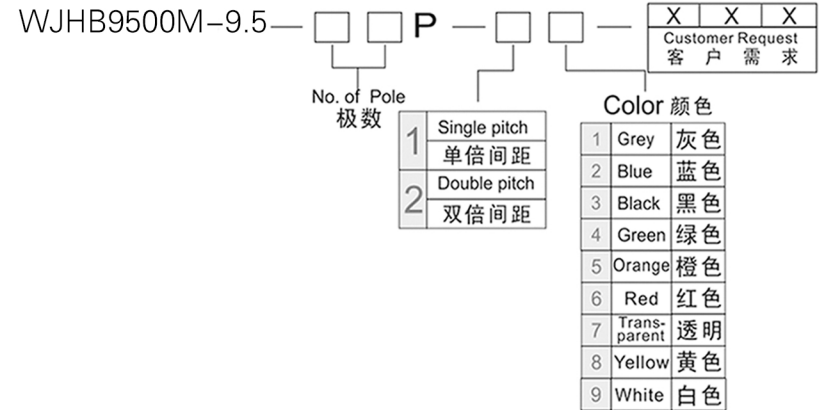 WJHB9500M-9.5 — □ □ P — □ □ — X X X
Customer Request
客 户 需 求
No. of Pole
极数
1 Single pitch
单倍间距
2 Double pitch
双倍间距
Color 颜色
1 Grey 灰色
2 Blue 蓝色
3 Black 黑色
4 Green 绿色
5 Orange 橙色
6 Red 红色
7 Trans-
parent 透明
8 Yellow 黄色
9 White 白色